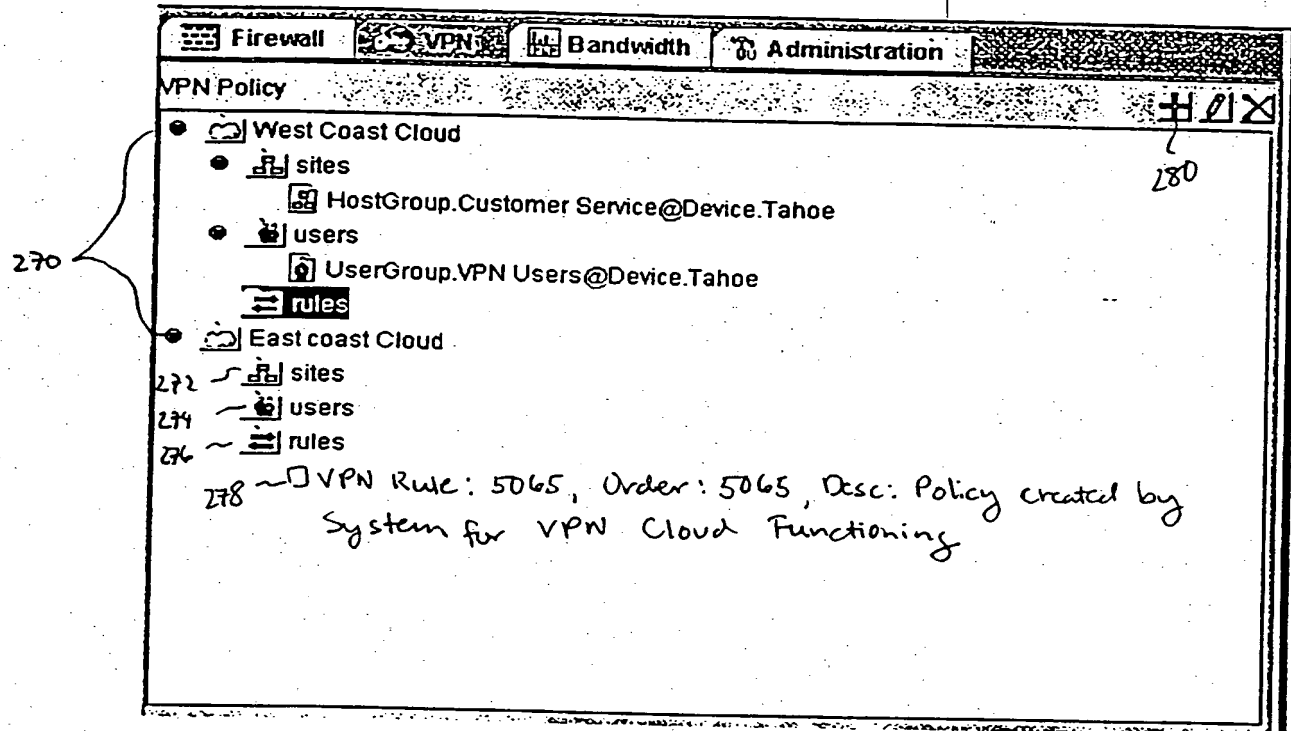 Firewall VPN Bandwidth Administration
VPN Policy
280
West Coast Cloud
sites
HostGroup.Customer Service@Device.Tahoe
270
users
UserGroup.VPN Users@Device.Tahoe
rules
East coast Cloud
272 sites
274 users
276 rules
278 VPN Rule: 5065, Order: 5065, Desc: Policy created by
System for VPN Cloud Functioning